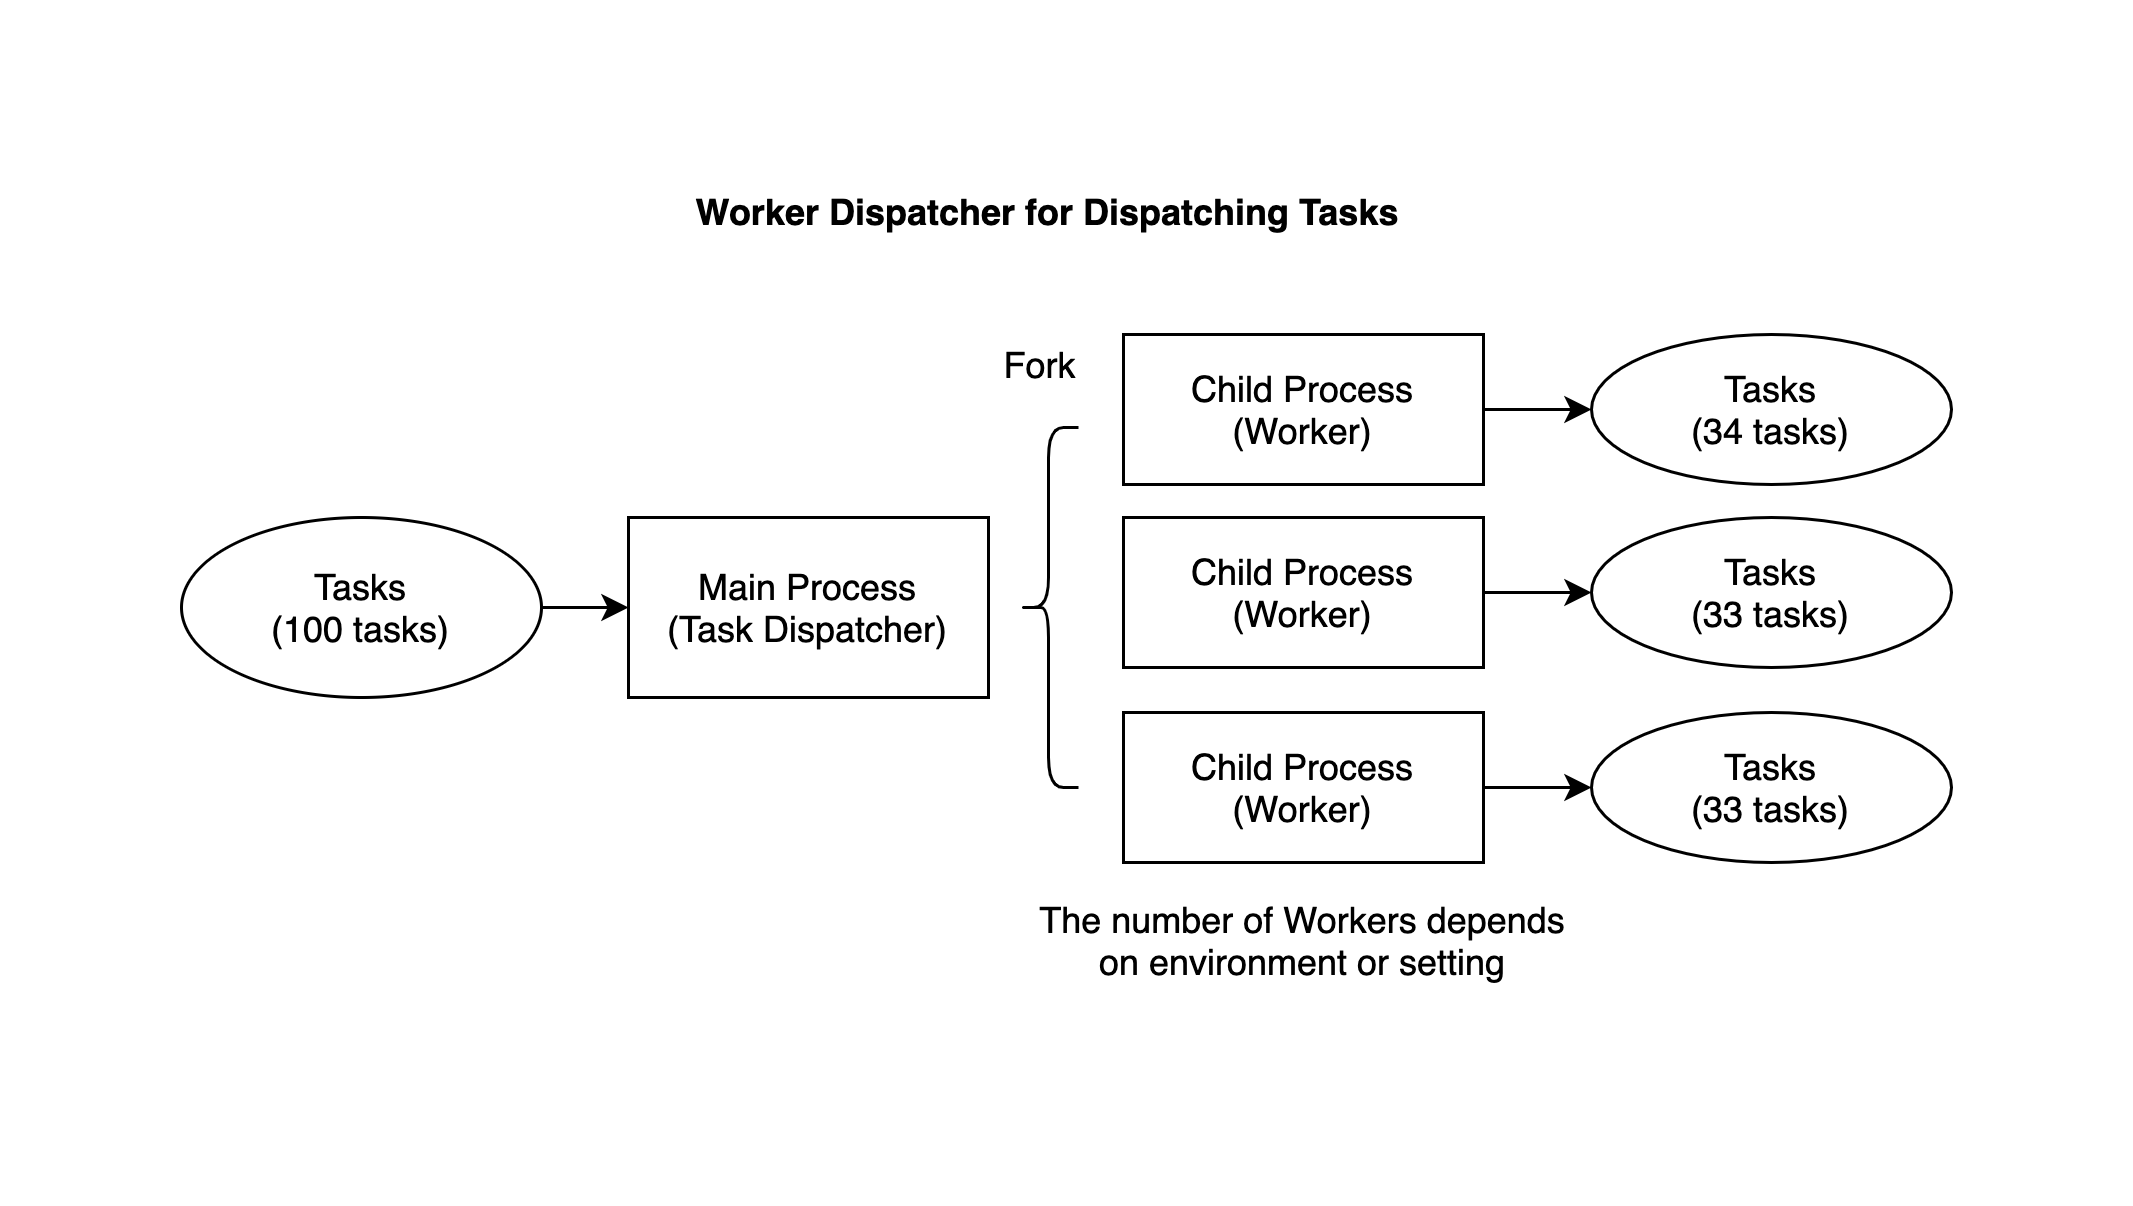 Worker Dispatcher for Dispatching Tasks
Fork
Tasks
(100 tasks)
Main Process
(Task Dispatcher)
Child Process
(Worker)
Tasks
(34 tasks)
Child Process
(Worker)
Tasks
(33 tasks)
Child Process
(Worker)
Tasks
(33 tasks)
The number of Workers depends
on environment or setting